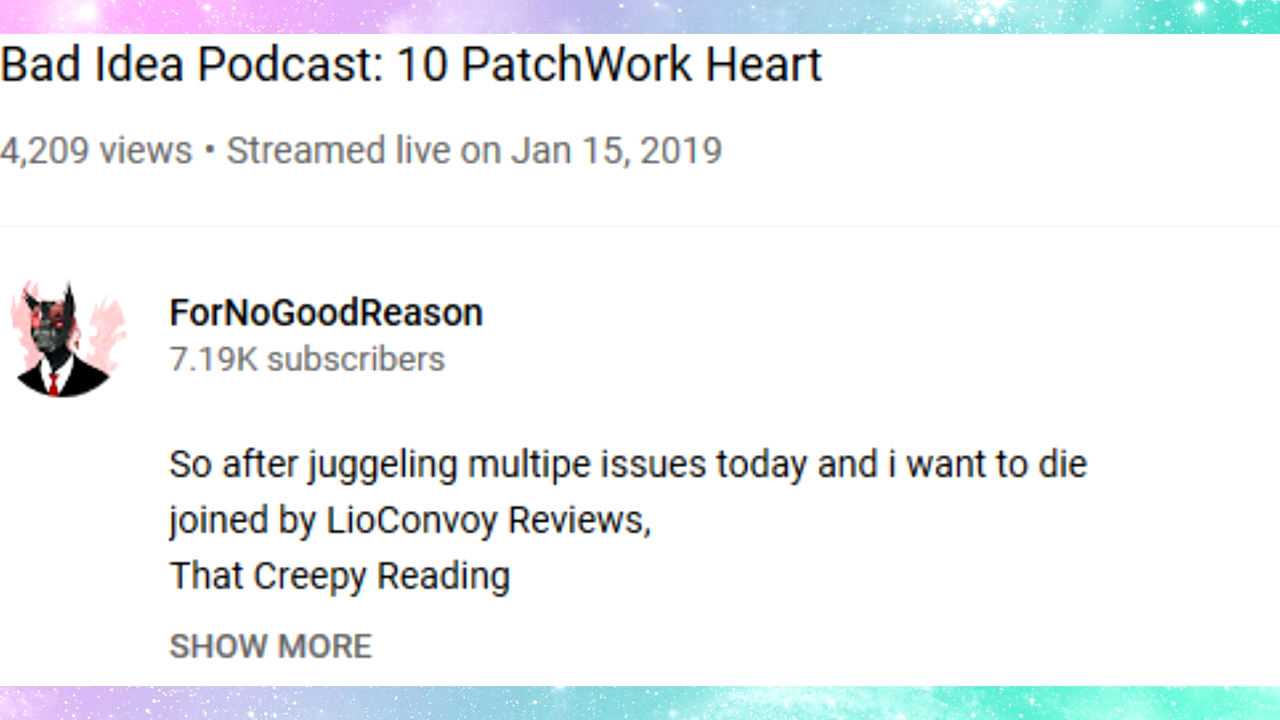 Bad Idea Podcast: 10 PatchWork Heart
4,209 views • Streamed live on Jan 15, 2019
ForNoGoodReason
7.19K subscribers
So after juggeling multipe issues today and i want to die
joined by LioConvoy Reviews,
That Creepy Reading
SHOW MORE